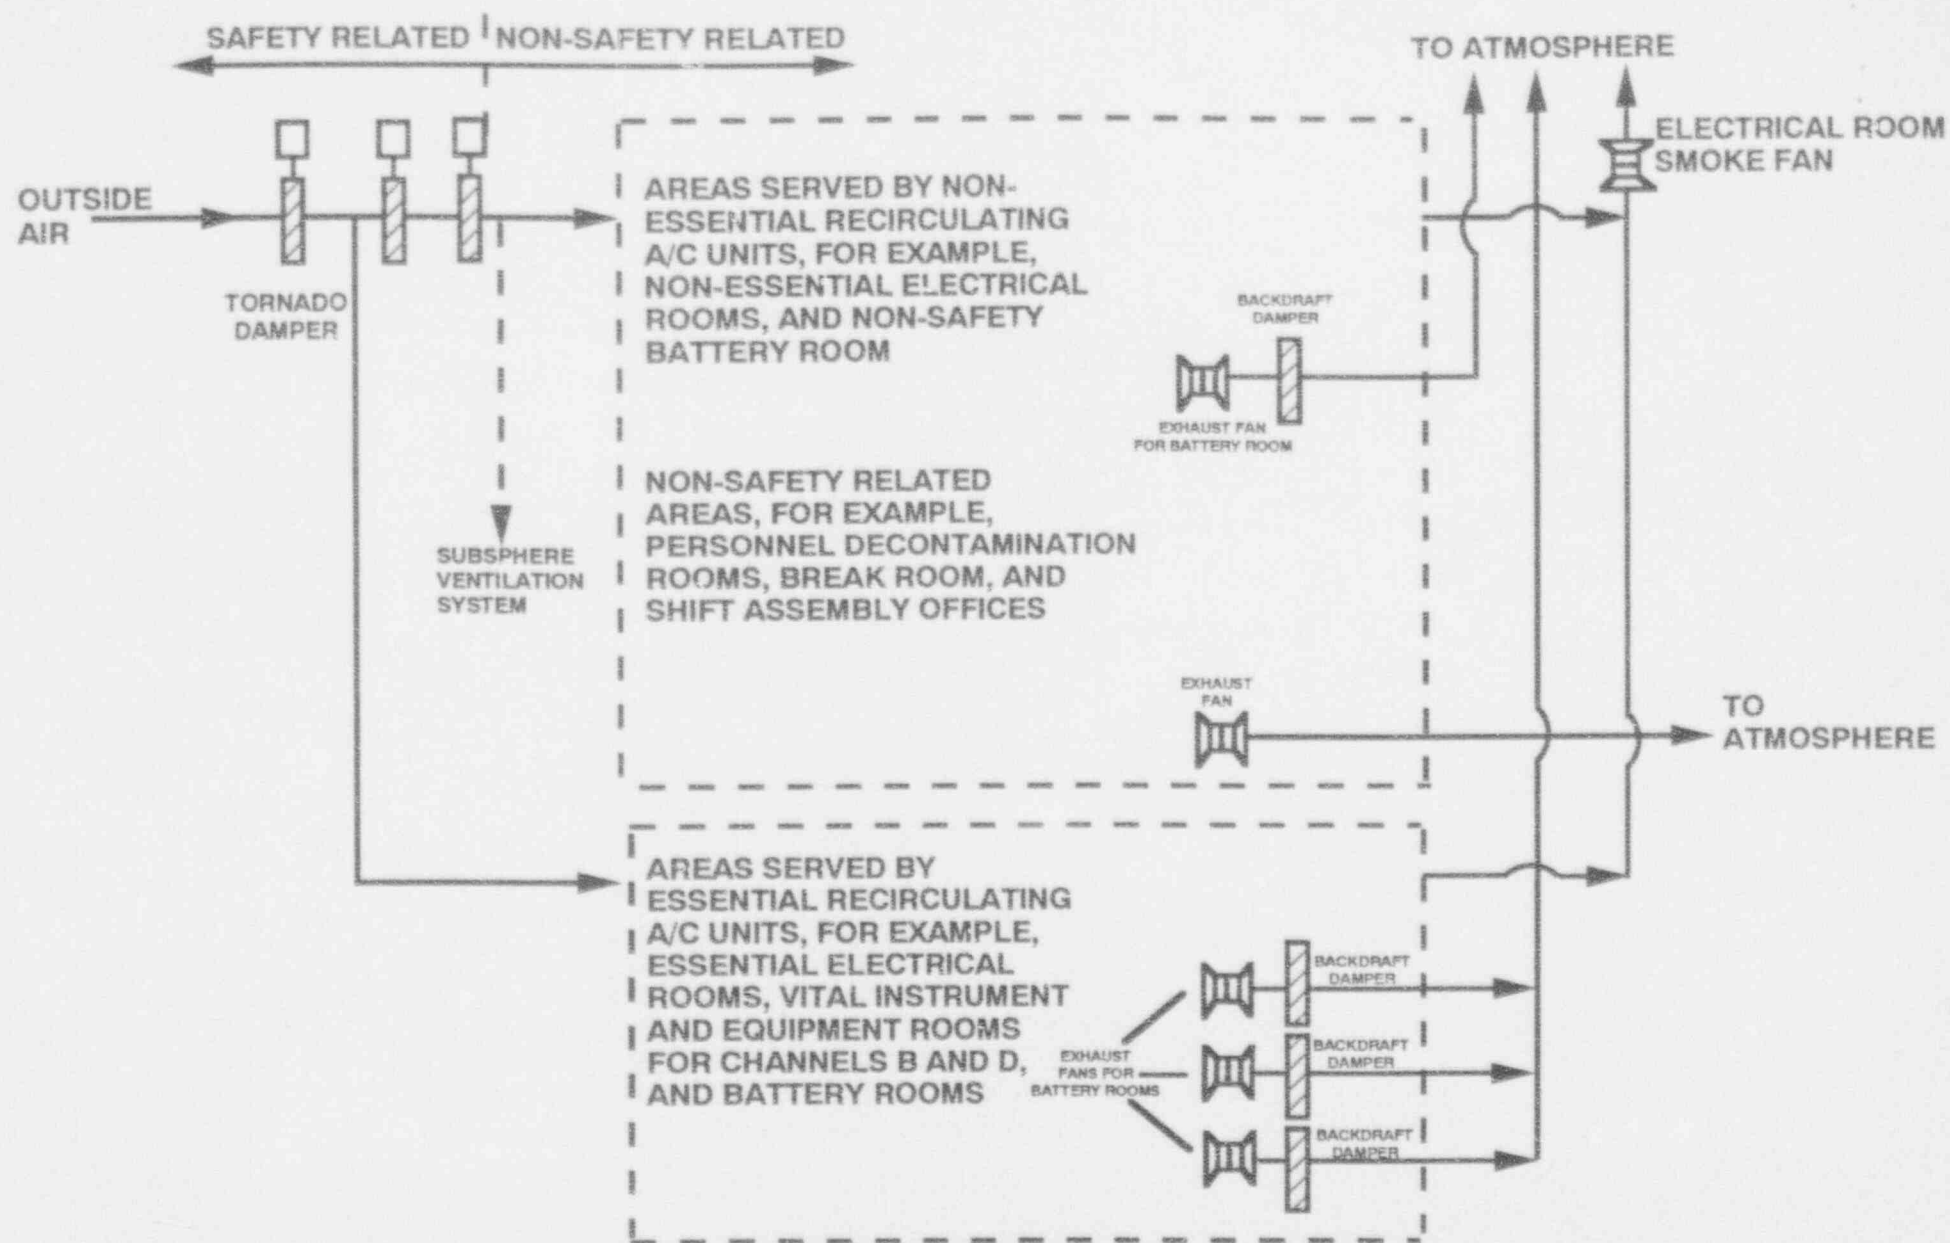 SAFETY RELATED
NON-SAFETY RELATED
TO ATMOSPHERE
ELECTRICAL ROOM
SMOKE FAN
OUTSIDE
AIR
TORNADO
DAMPER
SUBSPHERE
VENTILATION
SYSTEM
AREAS SERVED BY NON-
ESSENTIAL RECIRCULATING
A/C UNITS, FOR EXAMPLE,
NON-ESSENTIAL ELECTRICAL
ROOMS, AND NON-SAFETY
BATTERY ROOM
BACKDRAFT
DAMPER
EXHAUST FAN
FOR BATTERY ROOM
NON-SAFETY RELATED
AREAS, FOR EXAMPLE,
PERSONNEL DECONTAMINATION
ROOMS, BREAK ROOM, AND
SHIFT ASSEMBLY OFFICES
EXHAUST
FAN
TO
ATMOSPHERE
AREAS SERVED BY
ESSENTIAL RECIRCULATING
A/C UNITS, FOR EXAMPLE,
ESSENTIAL ELECTRICAL
ROOMS, VITAL INSTRUMENT
AND EQUIPMENT ROOMS
FOR CHANNELS B AND D,
AND BATTERY ROOMS
EXHAUST
FANS FOR
BATTERY ROOMS
BACKDRAFT
DAMPER
BACKDRAFT
DAMPER
BACKDRAFT
DAMPER